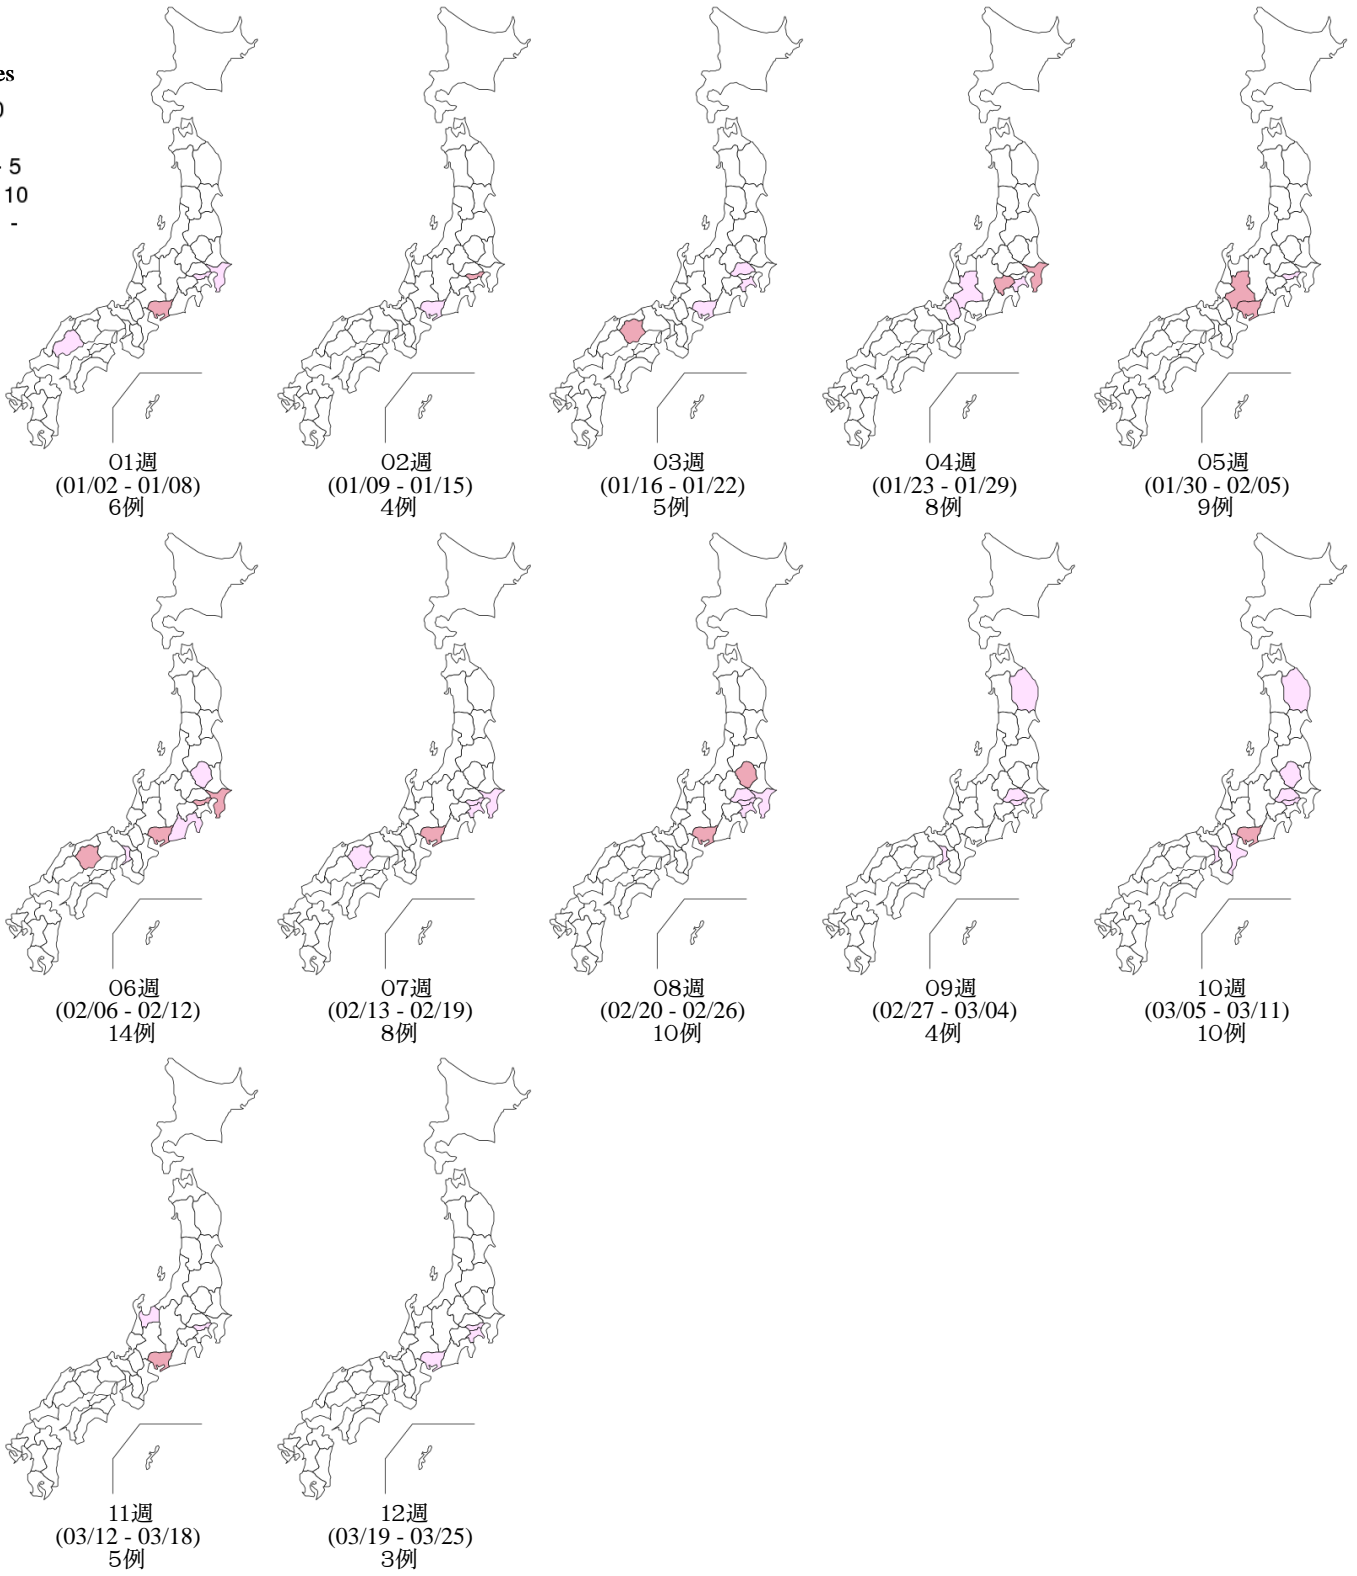 es
0
5
10
-
01週
(01/02 - 01/08)
6例
02週
(01/09 - 01/15)
4例
03週
(01/16 - 01/22)
5例
04週
(01/23 - 01/29)
8例
05週
(01/30 - 02/05)
9例
06週
(02/06 - 02/12)
14例
07週
(02/13 - 02/19)
8例
08週
(02/20 - 02/26)
10例
09週
(02/27 - 03/04)
4例
10週
(03/05 - 03/11)
10例
11週
(03/12 - 03/18)
5例
12週
(03/19 - 03/25)
3例